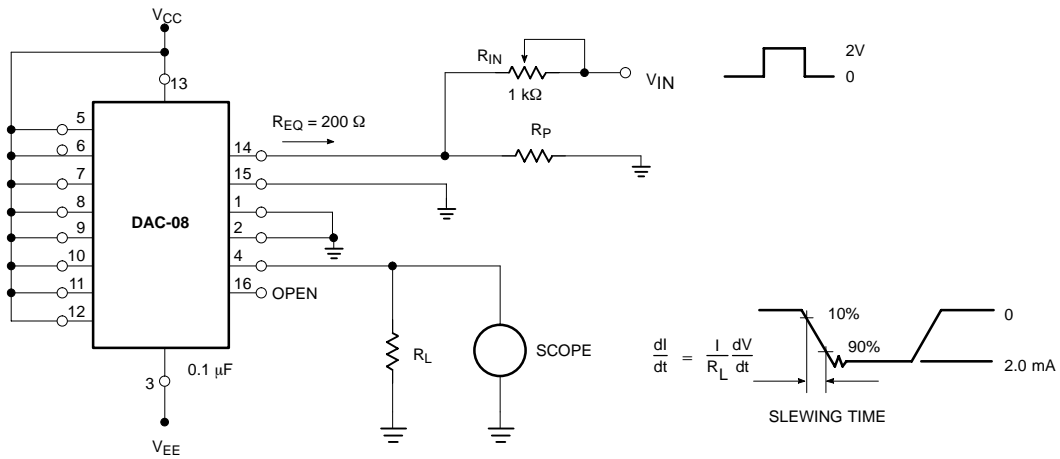 VCC
13
5
6
7
8
9
10
11
12
DAC-08
14
15
1
2
4
16
OPEN
3
0.1 μF
VEE
REQ = 200 Ω
RIN
1 kΩ
VIN
RP
2V
0
RL
SCOPE
dI/dt = I/RL dV/dt
10%
90%
0
2.0 mA
SLEWING TIME